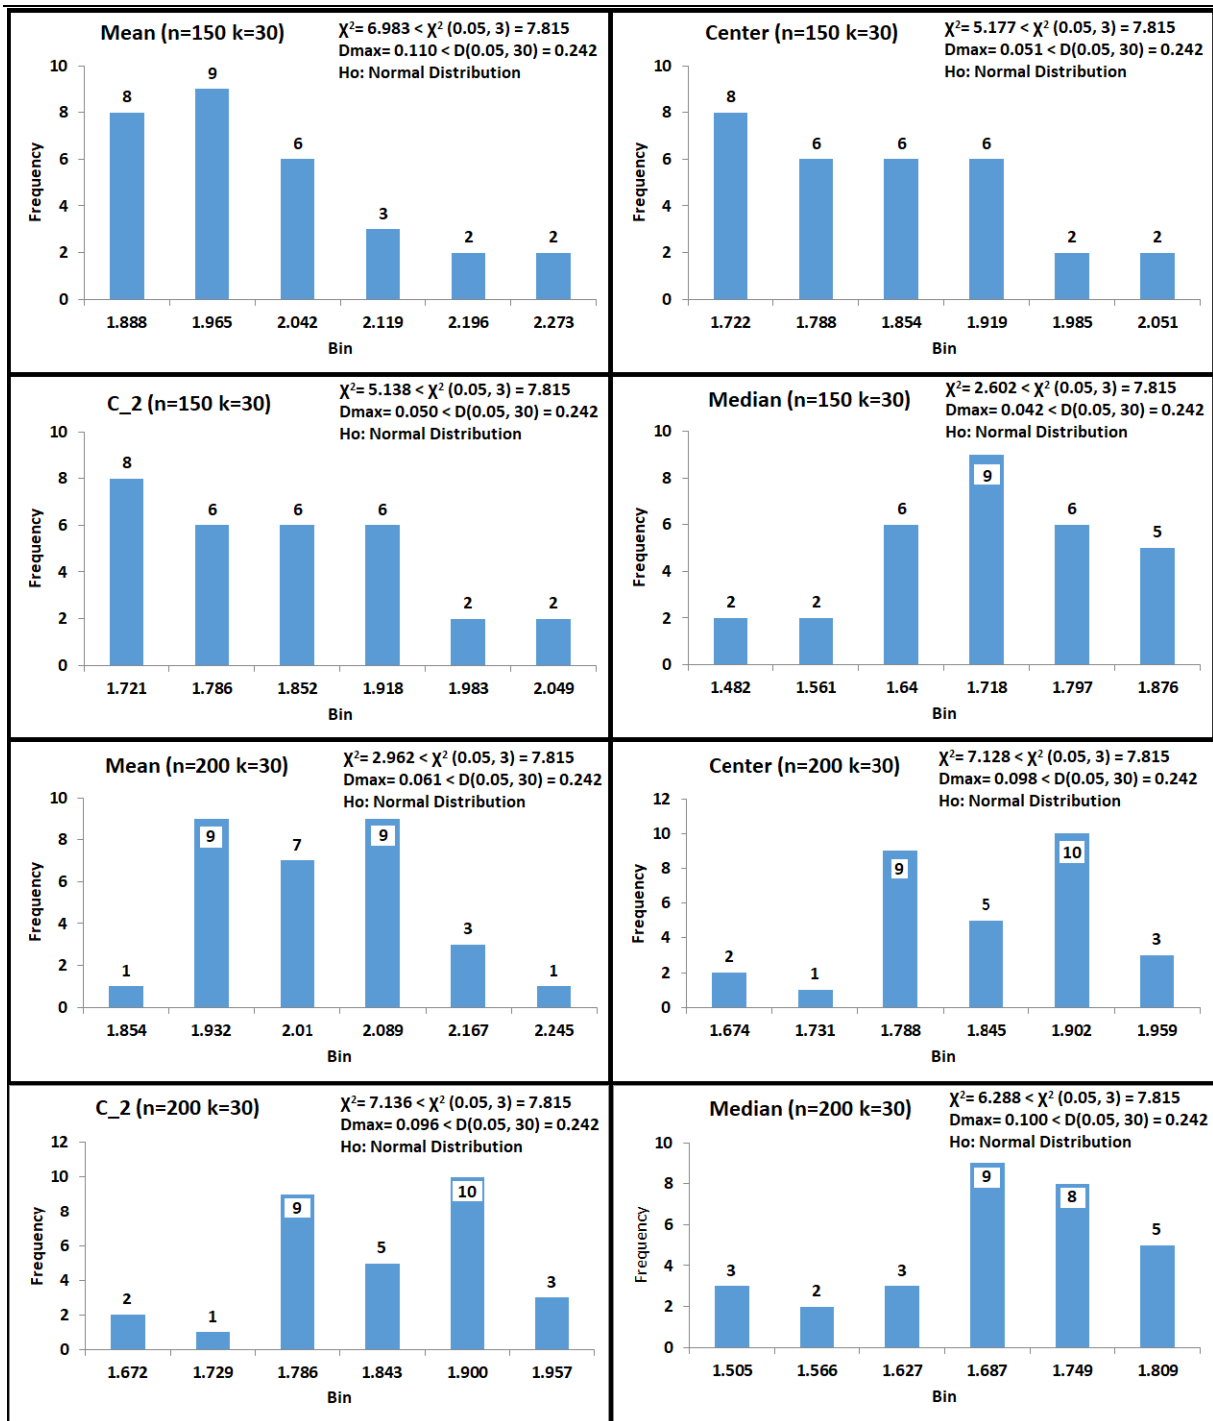 Mean (n=150 k=30)
χ²= 6.983 < χ² (0.05, 3) = 7.815
Dmax= 0.110 < D(0.05, 30) = 0.242
Ho: Normal Distribution
10
8
6
4
2
0
Frequency
8
9
6
3
2
2
1.888 1.965 2.042 2.119 2.196 2.273
Bin
Center (n=150 k=30)
χ²= 5.177 < χ² (0.05, 3) = 7.815
Dmax= 0.051 < D(0.05, 30) = 0.242
Ho: Normal Distribution
10
8
6
4
2
0
Frequency
8
6
6
6
2
2
1.722 1.788 1.854 1.919 1.985 2.051
Bin
C_2 (n=150 k=30)
χ²= 5.138 < χ² (0.05, 3) = 7.815
Dmax= 0.050 < D(0.05, 30) = 0.242
Ho: Normal Distribution
10
8
6
4
2
0
Frequency
8
6
6
6
2
2
1.721 1.786 1.852 1.918 1.983 2.049
Bin
Median (n=150 k=30)
χ²= 2.602 < χ² (0.05, 3) = 7.815
Dmax= 0.042 < D(0.05, 30) = 0.242
Ho: Normal Distribution
10
8
6
4
2
0
Frequency
2
2
6
9
6
5
1.482 1.561 1.64 1.718 1.797 1.876
Bin
Mean (n=200 k=30)
χ²= 2.962 < χ² (0.05, 3) = 7.815
Dmax= 0.061 < D(0.05, 30) = 0.242
Ho: Normal Distribution
10
8
6
4
2
0
Frequency
1
9
7
9
3
1
1.854 1.932 2.01 2.089 2.167 2.245
Bin
Center (n=200 k=30)
χ²= 7.128 < χ² (0.05, 3) = 7.815
Dmax= 0.098 < D(0.05, 30) = 0.242
Ho: Normal Distribution
12
10
8
6
4
2
0
Frequency
2
1
9
5
10
3
1.674 1.731 1.788 1.845 1.902 1.959
Bin
C_2 (n=200 k=30)
χ²= 7.136 < χ² (0.05, 3) = 7.815
Dmax= 0.096 < D(0.05, 30) = 0.242
Ho: Normal Distribution
12
10
8
6
4
2
0
Frequency
2
1
9
5
10
3
1.672 1.729 1.786 1.843 1.900 1.957
Bin
Median (n=200 k=30)
χ²= 6.288 < χ² (0.05, 3) = 7.815
Dmax= 0.100 < D(0.05, 30) = 0.242
Ho: Normal Distribution
10
8
6
4
2
0
Frequency
3
2
3
9
8
5
1.505 1.566 1.627 1.687 1.749 1.809
Bin